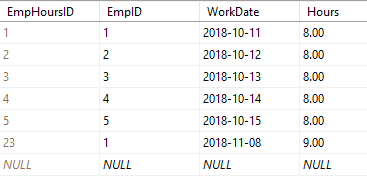 EmpHoursID EmpID WorkDate Hours
1 1 2018-10-11 8.00
2 2 2018-10-12 8.00
3 3 2018-10-13 8.00
4 4 2018-10-14 8.00
5 5 2018-10-15 8.00
23 1 2018-11-08 9.00
NULL NULL NULL NULL